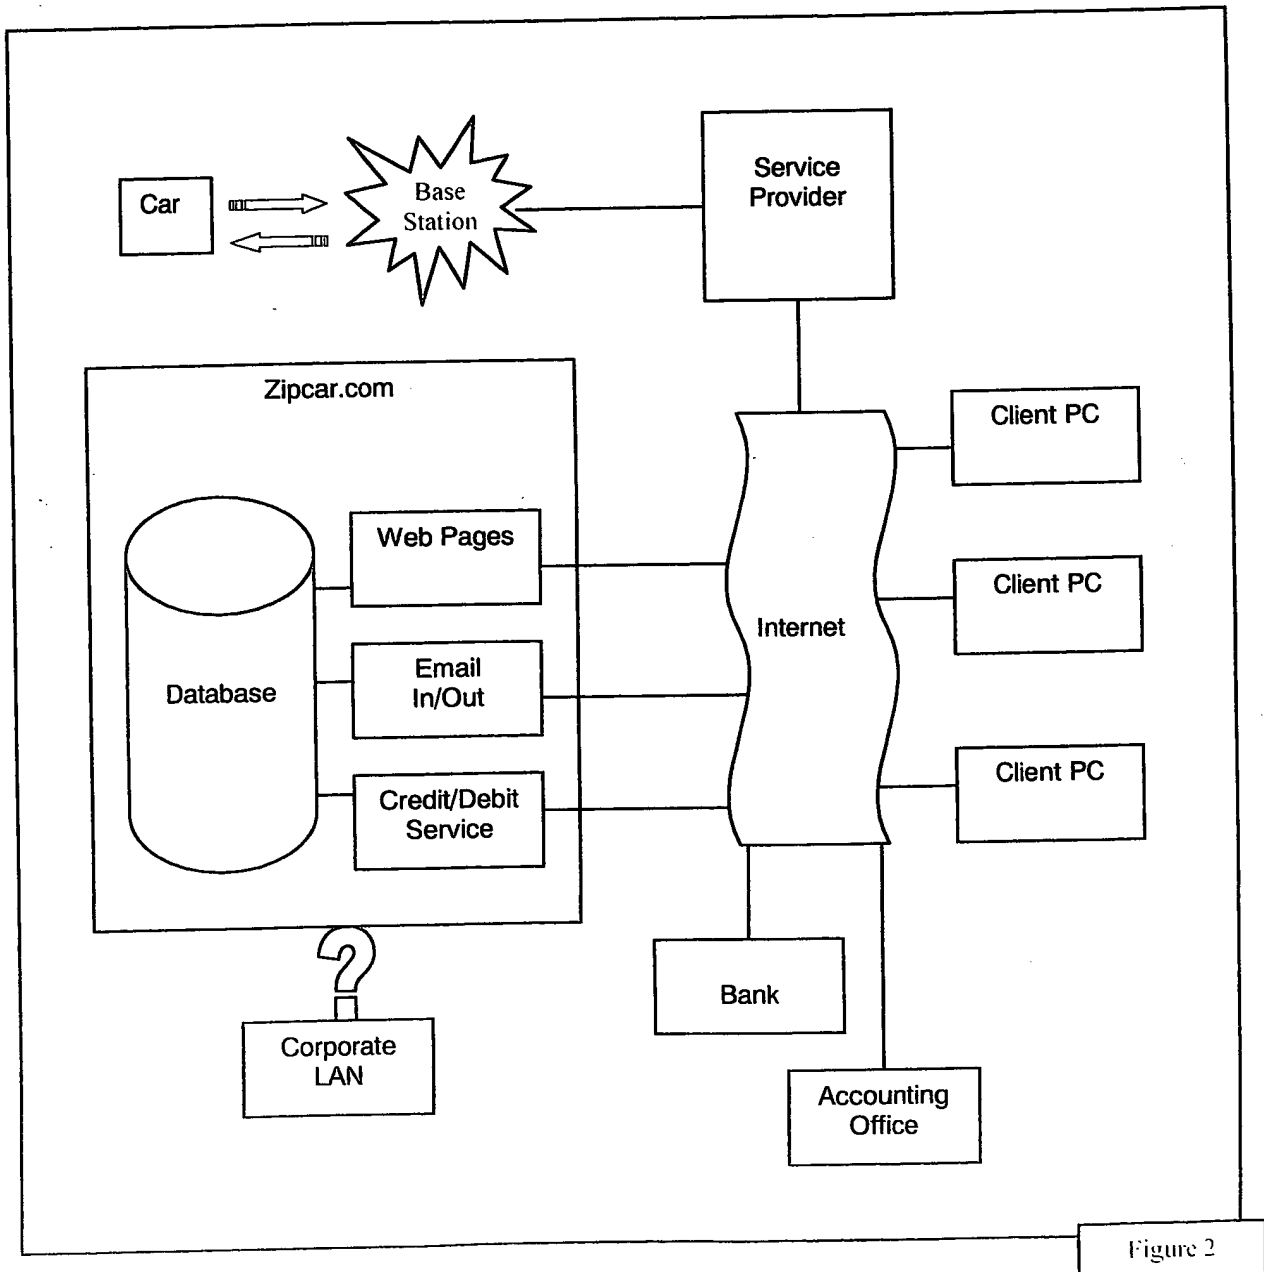 Car
Base
Station
Service
Provider
Zipcar.com
Client PC
Web Pages
Client PC
Internet
Email
In/Out
Database
Client PC
Credit/Debit
Service
?
Bank
Corporate
LAN
Accounting
Office
Figure 2